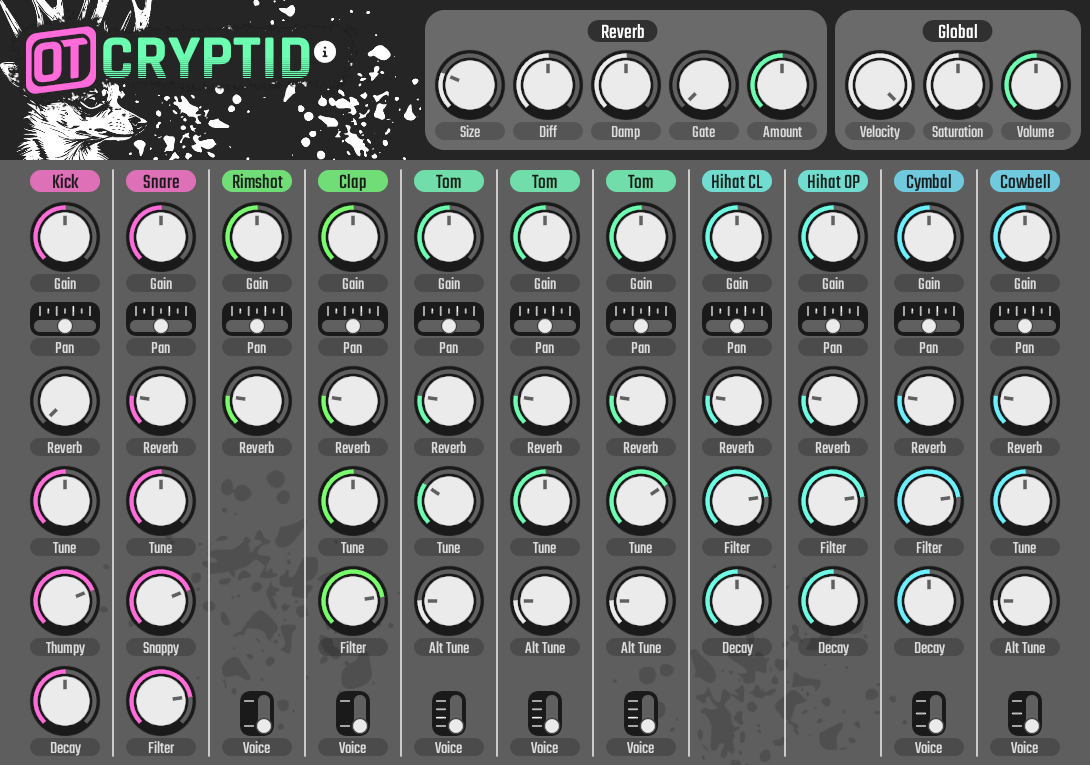 OT CRYPTID i
Reverb
Global
Size Diff Damp Gate Amount
Velocity Saturation Volume
Kick Snare Rimshot Clap Tom Tom Tom Hihat CL Hihat OP Cymbal Cowbell
Gain Gain Gain Gain Gain Gain Gain Gain Gain Gain Gain
Pan Pan Pan Pan Pan Pan Pan Pan Pan Pan Pan
Reverb Reverb Reverb Reverb Reverb Reverb Reverb Reverb Reverb Reverb Reverb
Tune Tune Tune Tune Tune Tune Filter Filter Filter Tune
Thumpy Snappy Filter Alt Tune Alt Tune Alt Tune Decay Decay Decay Alt Tune
Decay Filter Voice Voice Voice Voice Voice Voice Voice